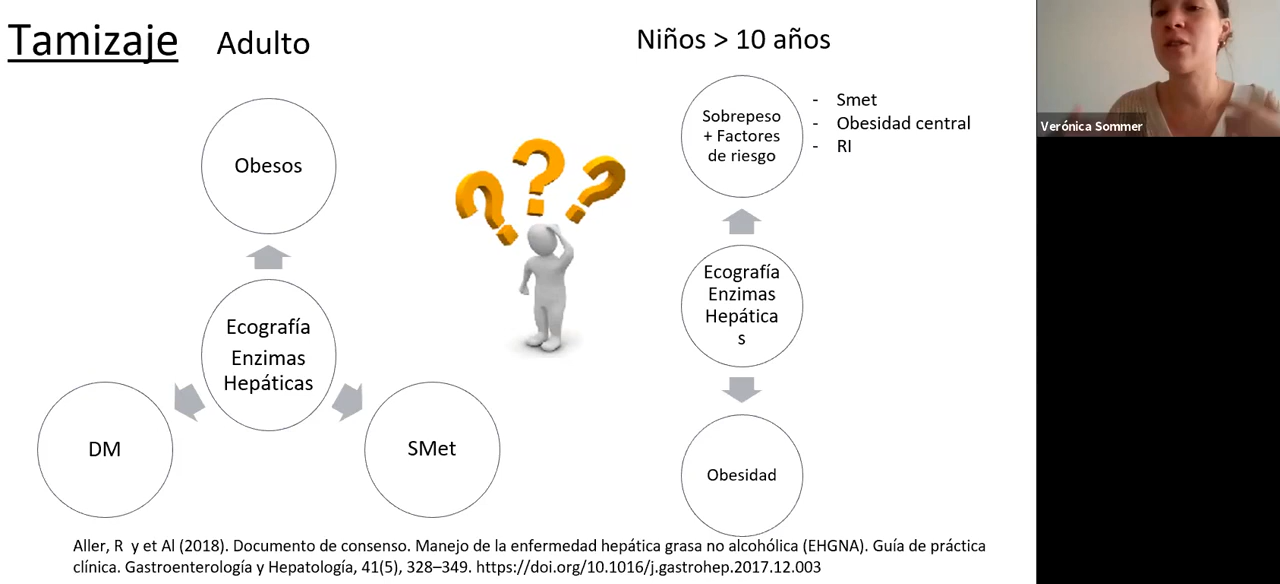 Tamizaje Adulto
Niños > 10 años
Obesos
Ecografía
Enzimas
Hepáticas
DM
SMet
Sobrepeso
+ Factores
de riesgo
- Smet
- Obesidad central
- RI
Ecografía
Enzimas
Hepática
s
Obesidad
Aller, R y et Al (2018). Documento de consenso. Manejo de la enfermedad hepática grasa no alcohólica (EHGNA). Guía de práctica
clínica. Gastroenterología y Hepatología, 41(5), 328–349. https://doi.org/10.1016/j.gastrohep.2017.12.003
Verónica Sommer